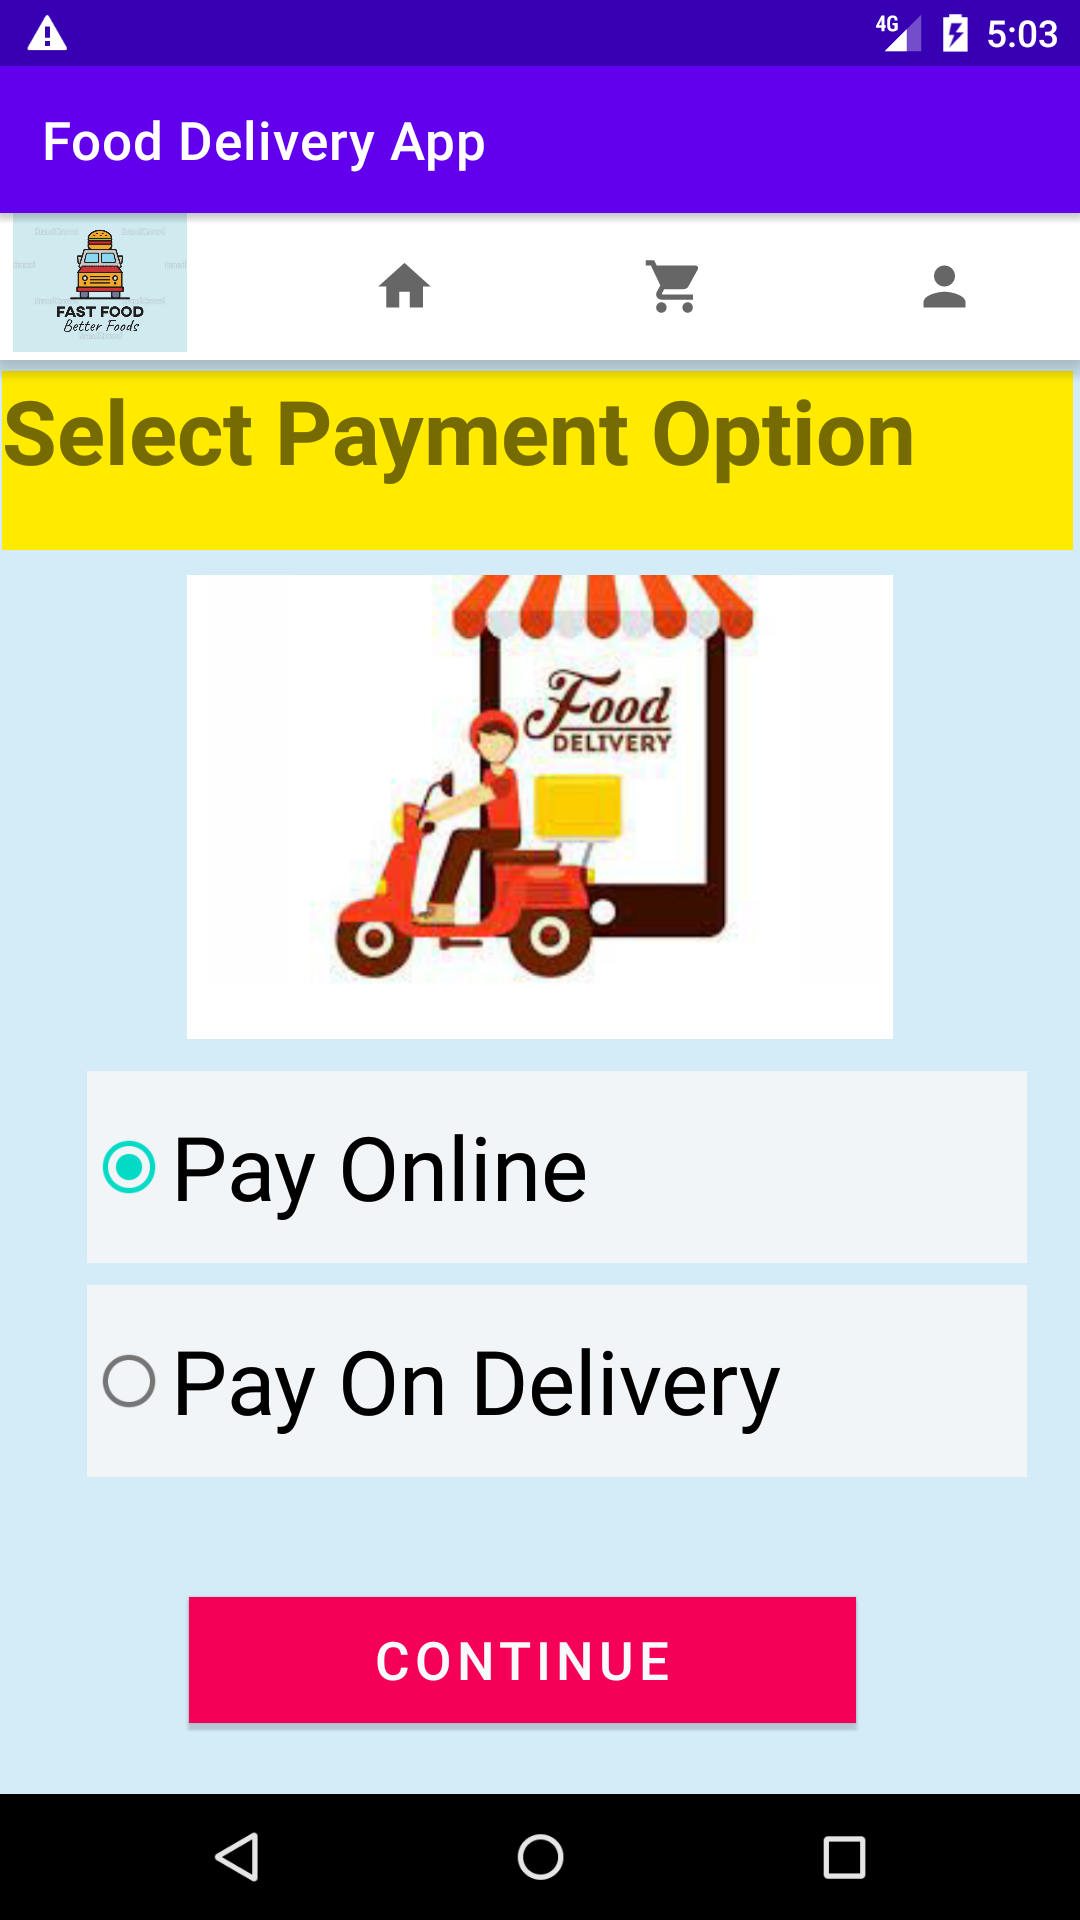 4G 5:03
Food Delivery App
FAST FOOD
Better Foods
Select Payment Option
Food
DELIVERY
Pay Online
Pay On Delivery
CONTINUE